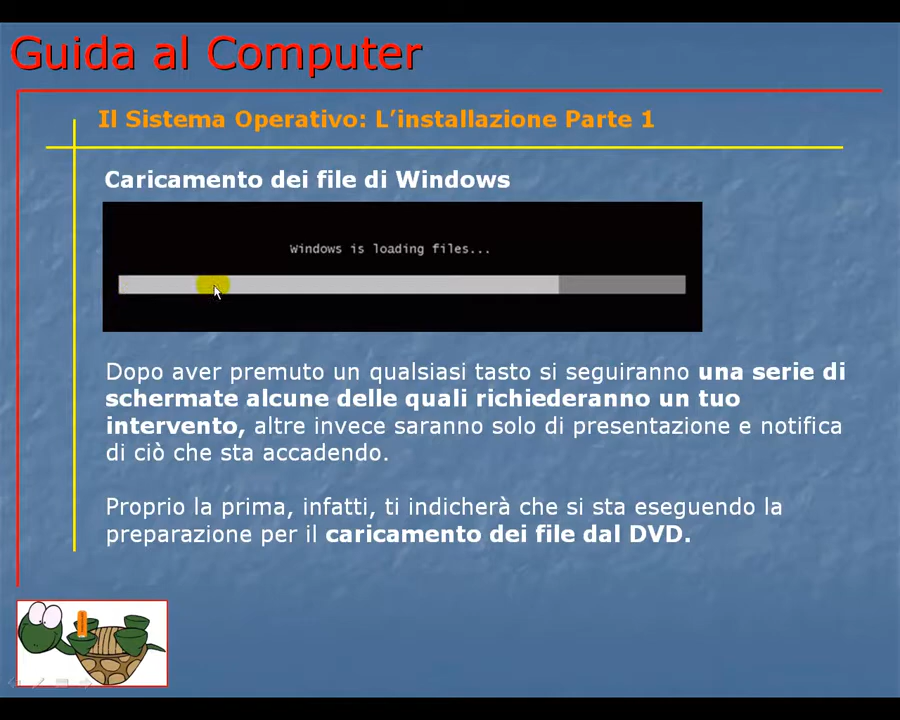 Guida al Computer
Il Sistema Operativo: L’installazione Parte 1
Caricamento dei file di Windows
Windows is loading files...
Dopo aver premuto un qualsiasi tasto si seguiranno una serie di
schermate alcune delle quali richiederanno un tuo
intervento, altre invece saranno solo di presentazione e notifica
di ciò che sta accadendo.
Proprio la prima, infatti, ti indicherà che si sta eseguendo la
preparazione per il caricamento dei file dal DVD.